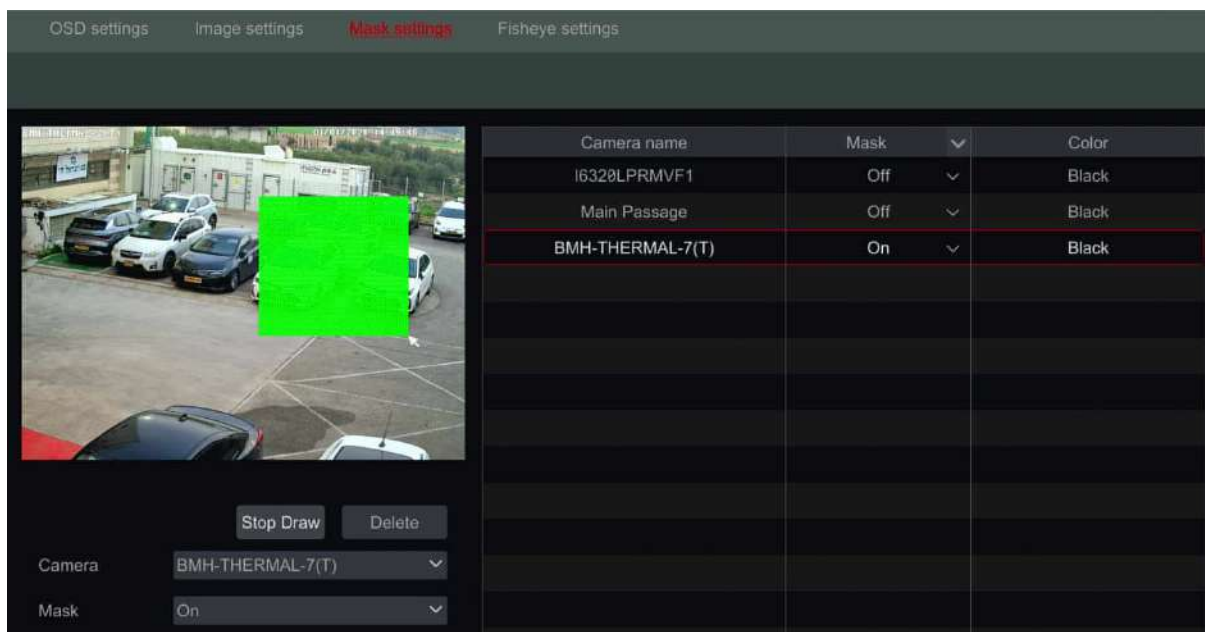 OSD settings Image settings Mask settings Fisheye settings
Camera name Mask Color
I6320LPRMVF1 Off Black
Main Passage Off Black
BMH-THERMAL-7(T) On Black
Stop Draw Delete
Camera BMH-THERMAL-7(T)
Mask On